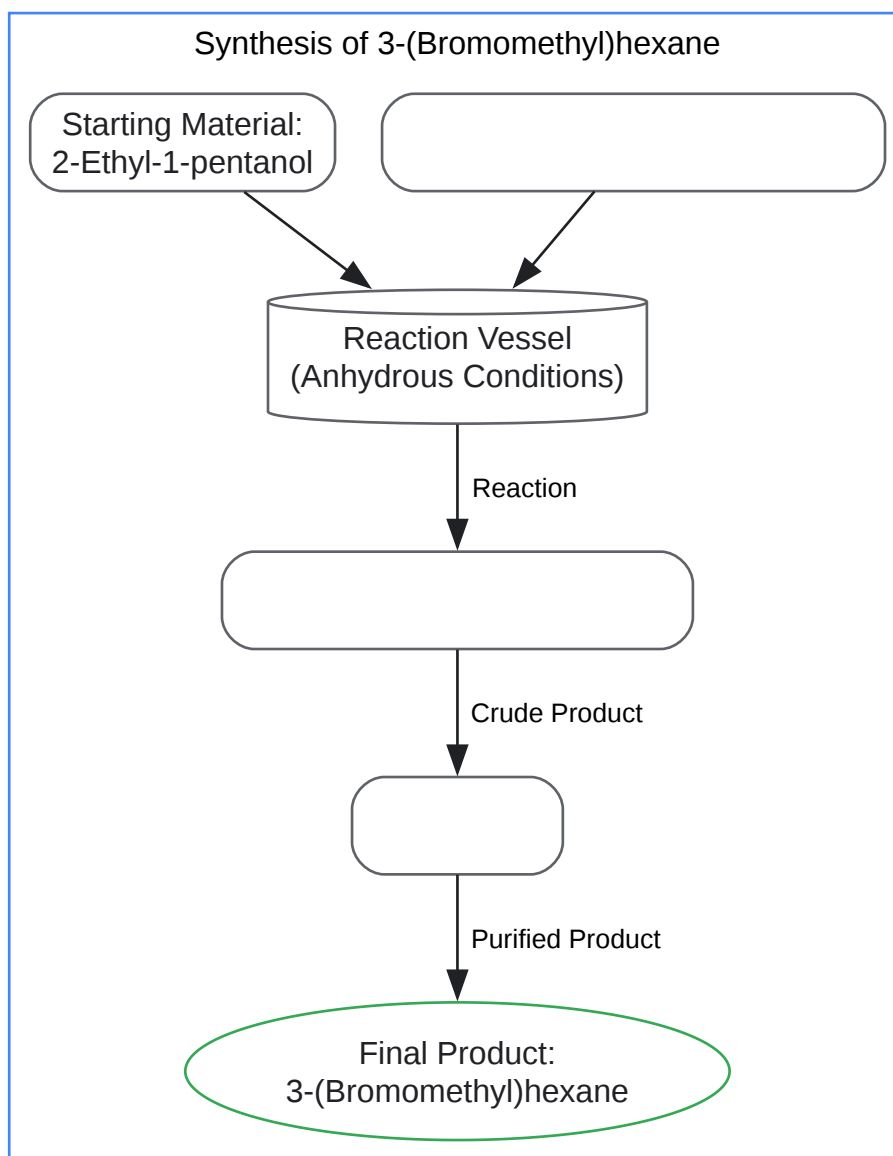 Synthesis of 3-(Bromomethyl)hexane
Starting Material:
2-Ethyl-1-pentanol
Reaction Vessel
(Anhydrous Conditions)
Reaction
Crude Product
Purified Product
Final Product:
3-(Bromomethyl)hexane